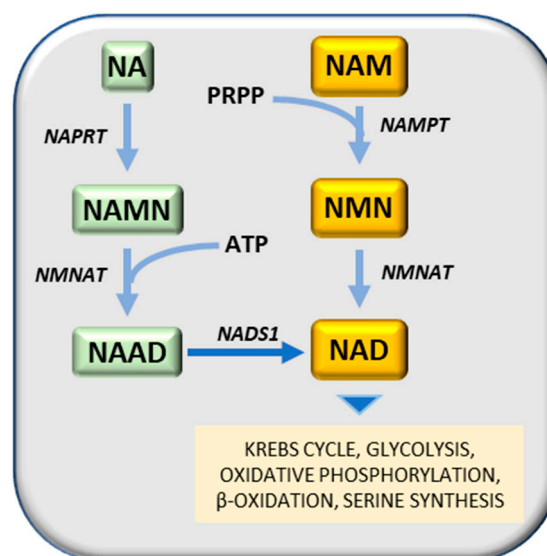 NA
NAM
PRPP
NAPRT
NAMPT
NAMN
NMN
ATP
NMNAT
NMNAT
NADS1
NAAD
NAD
KREBS CYCLE, GLYCOLYSIS,
OXIDATIVE PHOSPHORYLATION,
β-OXIDATION, SERINE SYNTHESIS